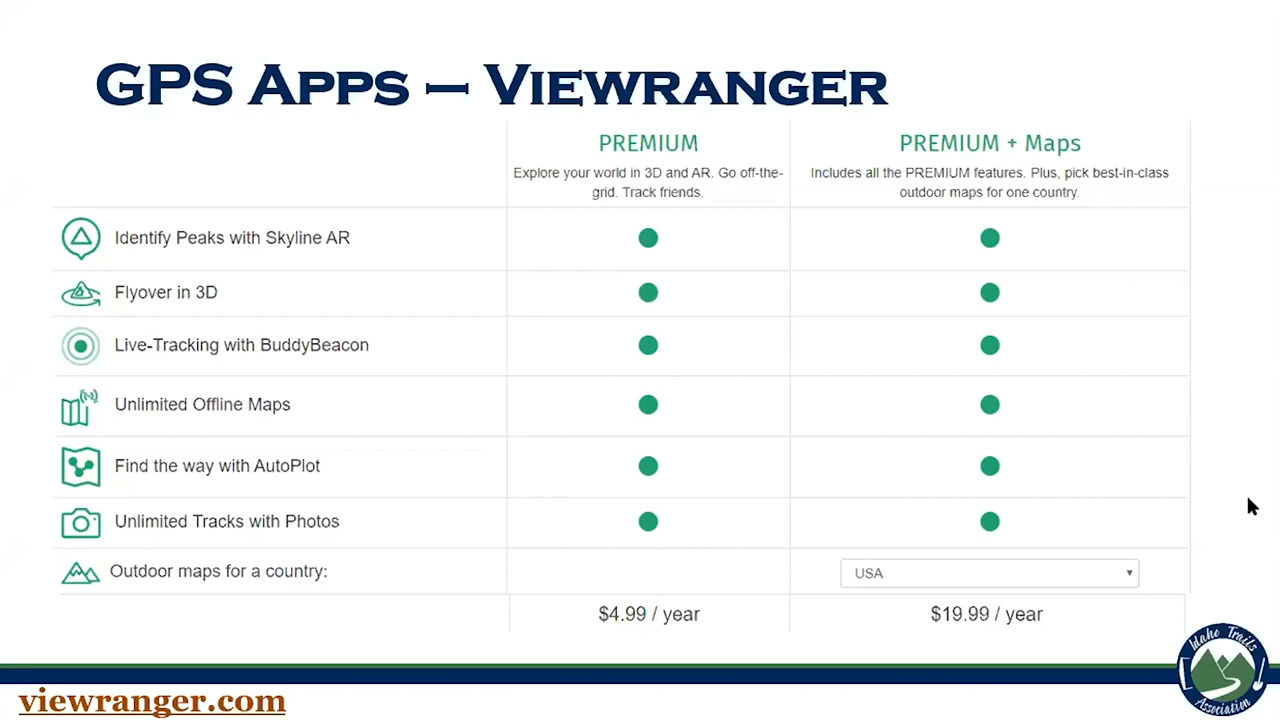 GPS Apps – Viewranger
PREMIUM
PREMIUM + Maps
Explore your world in 3D and AR. Go off-the-
grid. Track friends.
Includes all the PREMIUM features. Plus, pick best-in-class
outdoor maps for one country.
Identify Peaks with Skyline AR
Flyover in 3D
Live-Tracking with BuddyBeacon
Unlimited Offline Maps
Find the way with AutoPlot
Unlimited Tracks with Photos
Outdoor maps for a country:
USA
$4.99 / year
$19.99 / year
Idaho Trails
Association
viewranger.com